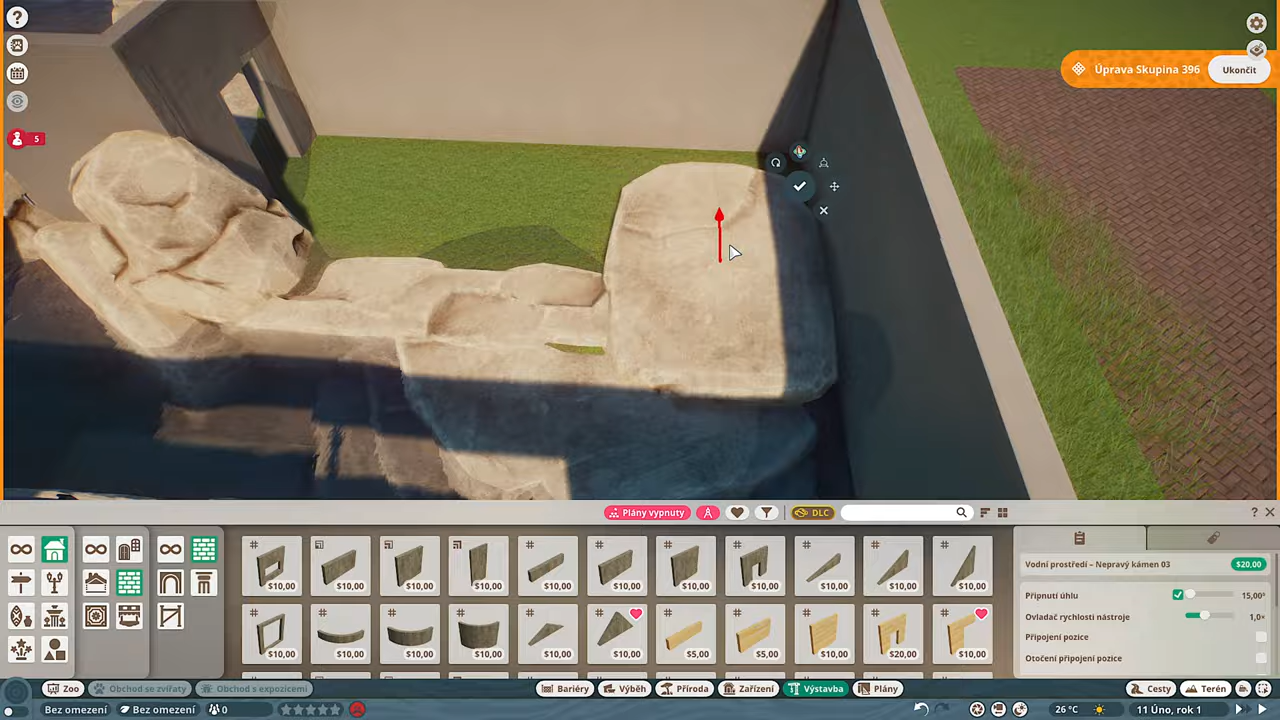 ?
5
Úprava Skupina 396
Ukončit
Plány vypnuty
DLC
?
$10,00 $10,00 $10,00 $10,00 $10,00 $10,00 $10,00 $10,00 $10,00 $10,00 $10,00
$10,00 $10,00 $10,00 $10,00 $10,00 $10,00 $5,00 $5,00 $10,00 $20,00 $10,00
Vodní prostředí – Nepravý kámen 03
$20,00
Připnutí úhlu
15,00°
Ovladač rychlosti nástroje
1,0×
Připojení pozice
Otočení připojení pozice
Zoo
Obchod se zvířaty
Obchod s expozicemi
Bariéry
Výběh
Příroda
Zařízení
Výstavba
Plány
Cesty
Terén
Bez omezení
Bez omezení
0
26 °C
11 Úno, rok 1